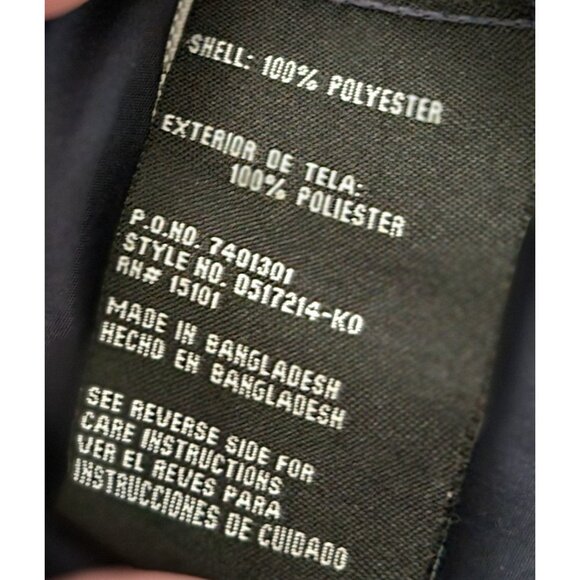 SHELL: 100% POLYESTER
EXTERIOR DE TELA:
100% POLIESTER
P.O.NO. 7401301
STYLE NO. 0517214-KO
RN# 15101
MADE IN BANGLADESH
HECHO EN BANGLADESH
SEE REVERSE SIDE FOR
CARE INSTRUCTIONS
VER EL REVES PARA
INSTRUCCIONES DE CUIDADO